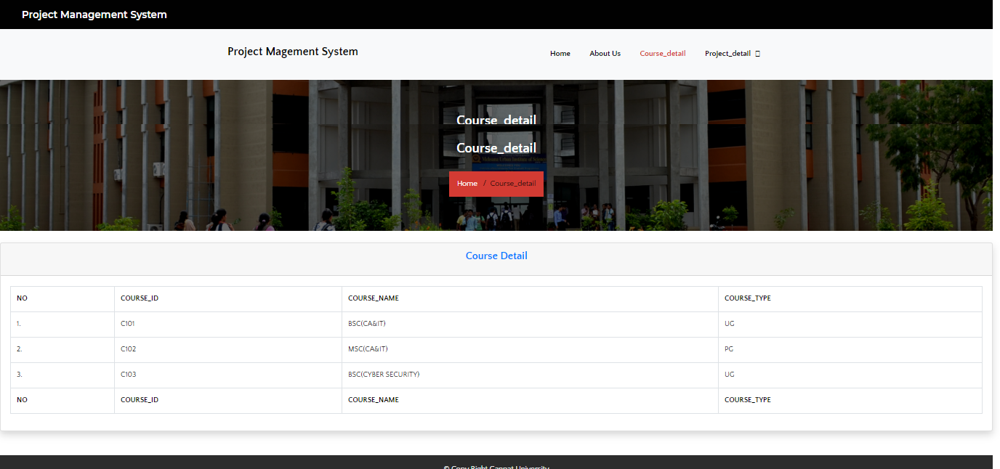 Project Management System
Project Magement System
Home About Us Course_detail Project_detail
Course_detail
Course_detail
Home / Course_detail
Course Detail
NO COURSE_ID COURSE_NAME COURSE_TYPE
1. C101 BSC(CA&IT) UG
2. C102 MSC(CA&IT) PG
3. C103 BSC(CYBER SECURITY) UG
NO COURSE_ID COURSE_NAME COURSE_TYPE
© Copy Right Ganpat University